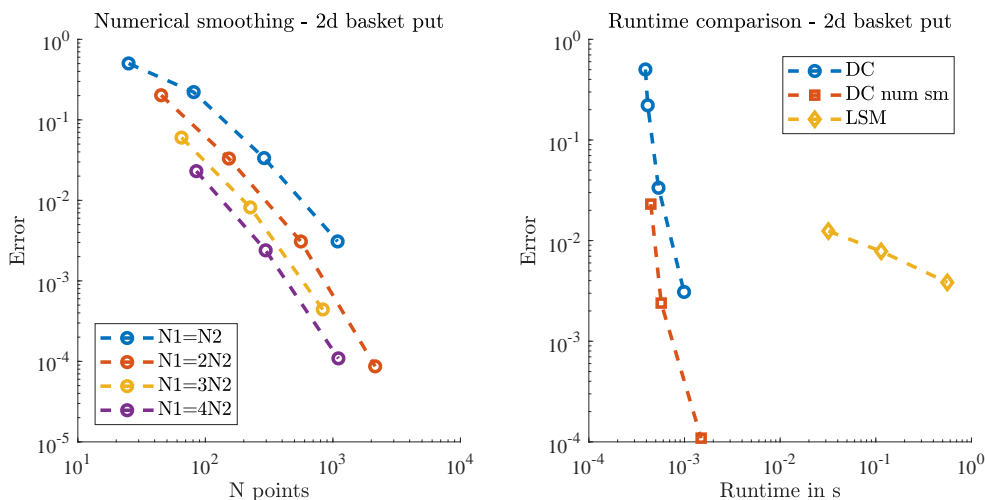 Numerical smoothing - 2d basket put
10^0
10^-1
10^-2
10^-3
10^-4
10^-5
Error
N1=N2
N1=2N2
N1=3N2
N1=4N2
10^1
10^2
10^3
10^4
N points
Runtime comparison - 2d basket put
10^0
10^-1
10^-2
10^-3
10^-4
Error
DC
DC num sm
LSM
10^-4
10^-3
10^-2
10^-1
10^0
Runtime in s